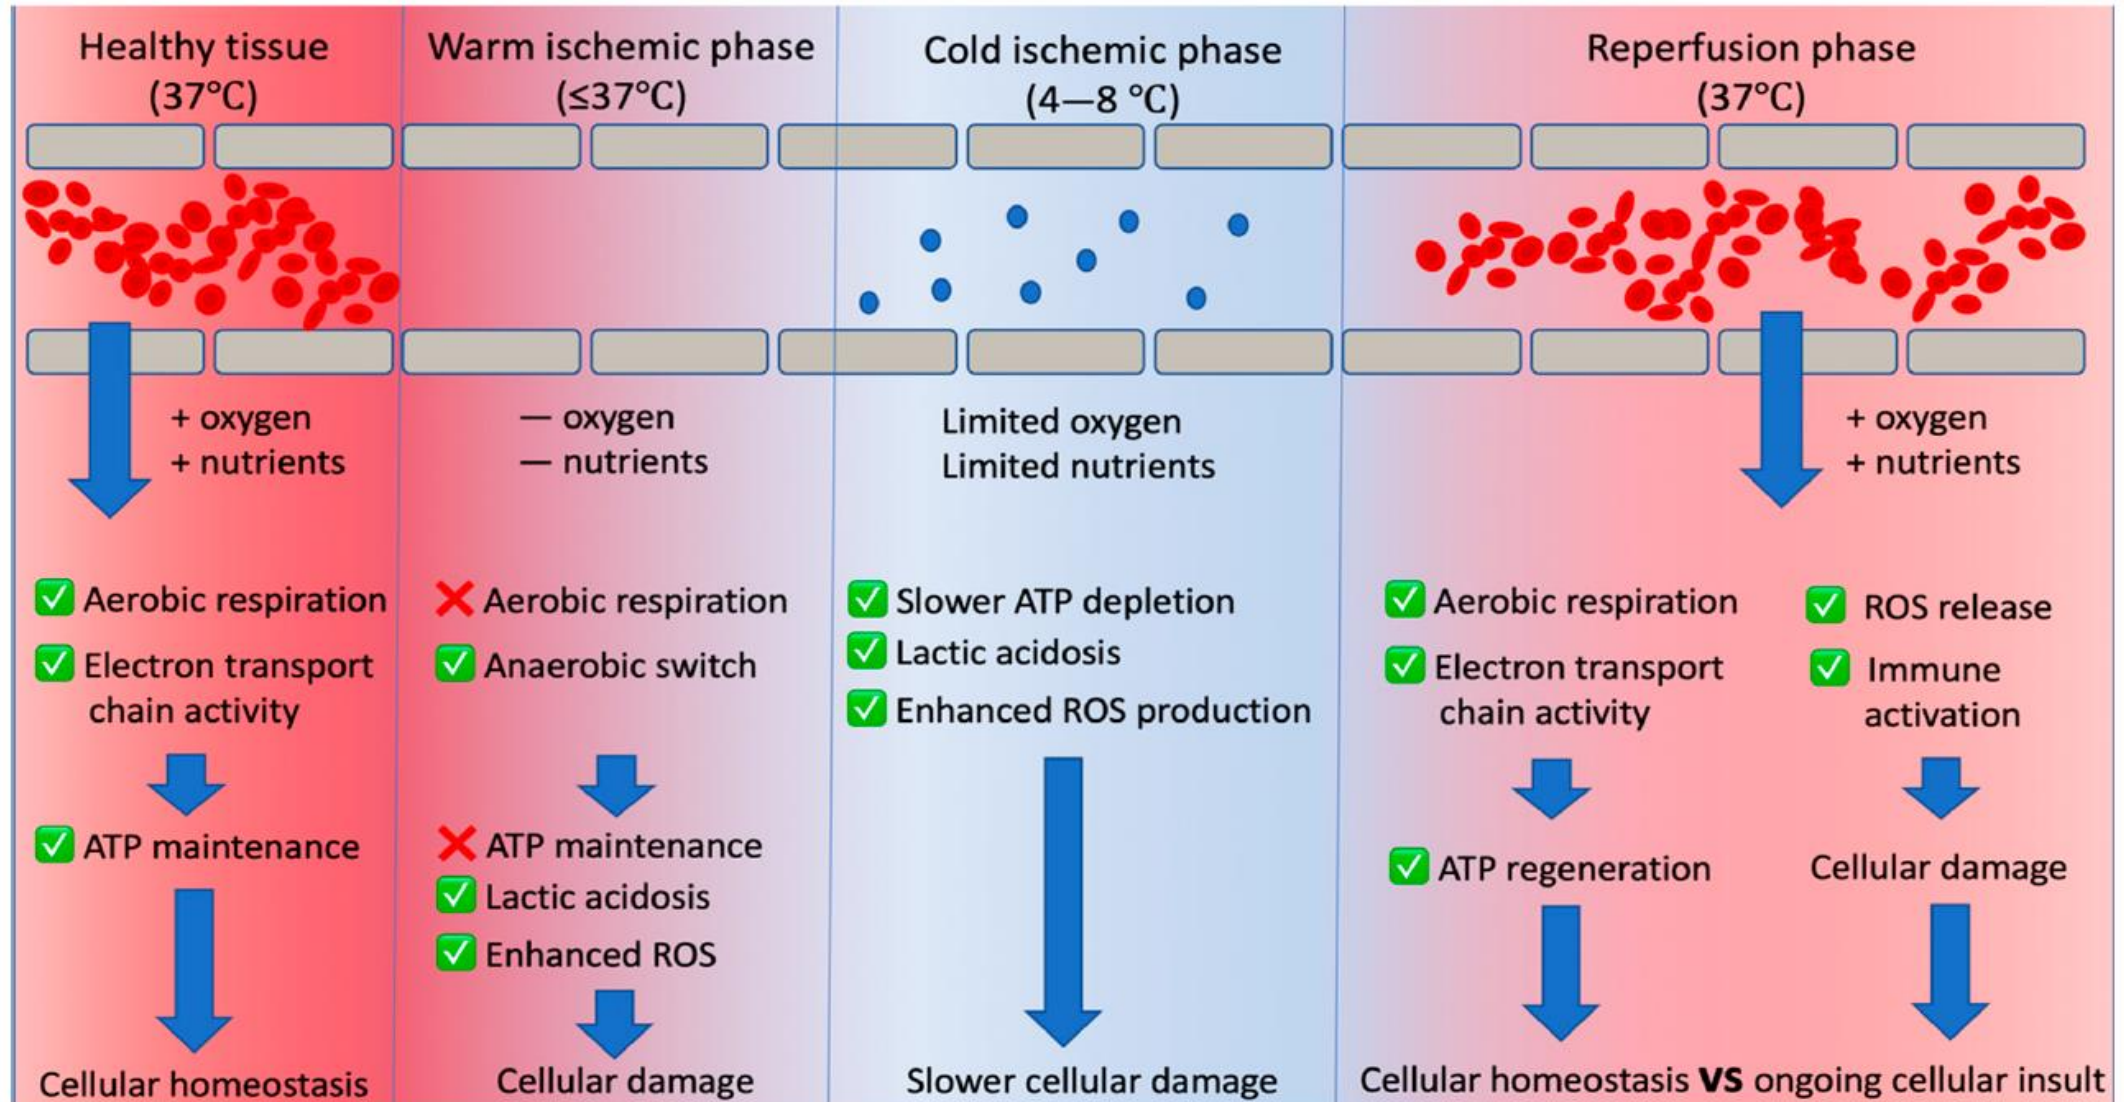 Healthy tissue
(37°C)
+ oxygen
+ nutrients
Aerobic respiration
Electron transport
chain activity
ATP maintenance
Cellular homeostasis
Warm ischemic phase
(≤37°C)
— oxygen
— nutrients
Aerobic respiration
Anaerobic switch
ATP maintenance
Lactic acidosis
Enhanced ROS
Cellular damage
Cold ischemic phase
(4—8 °C)
Limited oxygen
Limited nutrients
Slower ATP depletion
Lactic acidosis
Enhanced ROS production
Slower cellular damage
Reperfusion phase
(37°C)
+ oxygen
+ nutrients
Aerobic respiration
Electron transport
chain activity
ATP regeneration
ROS release
Immune
activation
Cellular damage
Cellular homeostasis VS ongoing cellular insult